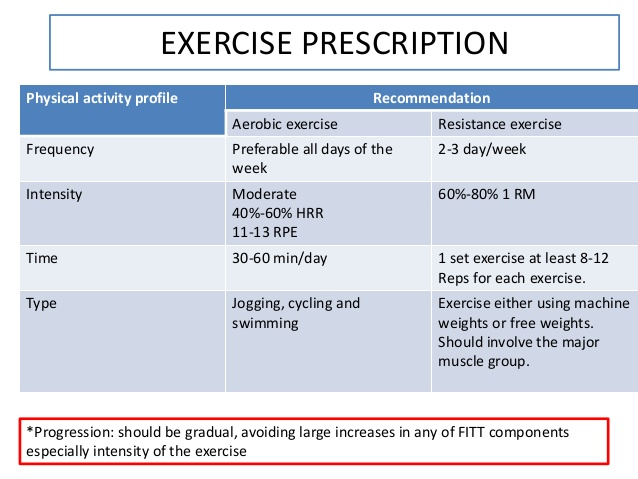 EXERCISE PRESCRIPTION
Physical activity profile
Recommendation
Aerobic exercise
Resistance exercise
Frequency
Preferable all days of the
week
2-3 day/week
Intensity
Moderate
40%-60% HRR
11-13 RPE
60%-80% 1 RM
Time
30-60 min/day
1 set exercise at least 8-12
Reps for each exercise.
Type
Jogging, cycling and
swimming
Exercise either using machine
weights or free weights.
Should involve the major
muscle group.
*Progression: should be gradual, avoiding large increases in any of FITT components
especially intensity of the exercise